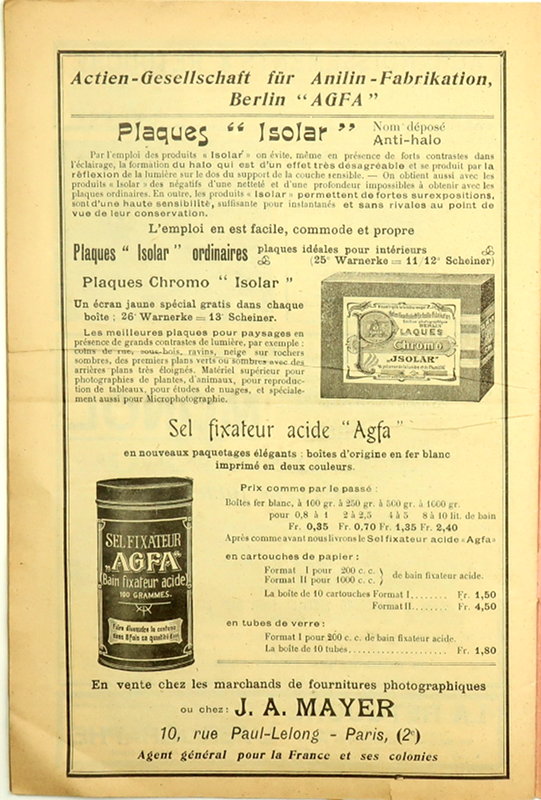 Actien-Gesellschaft für Anilin-Fabrikation,
Berlin "AGFA"
Plaques "Isolar" Nom déposé
Anti-halo
Par l'emploi des produits « Isolar » on évite, même en présence de forts contrastes dans
l'éclairage, la formation du halo qui est d'un effet très désagréable et se produit par la
réflexion de la lumière sur le dos du support de la couche sensible. — On obtient aussi avec les
produits « Isolar » des négatifs d'une netteté et d'une profondeur impossibles à obtenir avec les
plaques ordinaires. En outre, les produits « Isolar » permettent de fortes surexpositions,
sont d'une haute sensibilité, suffisante pour instantanés et sans rivales au point de
vue de leur conservation.
L'emploi en est facile, commode et propre
Plaques "Isolar" ordinaires plaques idéales pour intérieurs
(25° Warnerke = 11/12° Scheiner)
Plaques Chromo "Isolar"
Un écran jaune spécial gratis dans chaque
boîte : 26° Warnerke = 13° Scheiner.
Les meilleures plaques pour paysages en
présence de grands contrastes de lumière, par exemple :
coins de rue, sous-bois, ravins, neige sur rochers
sombres, des premiers plans verts ou sombres avec des
arrières plans très éloignés. Matériel supérieur pour
photographies de plantes, d'animaux, pour reproduc-
tion de tableaux, pour études de nuages, et spéciale-
ment aussi pour Microphotographie.
BERLIN
PLAQUES
Chromo
"ISOLAR"
Sel fixateur acide "Agfa"
en nouveaux paquetages élégants : boîtes d'origine en fer blanc
imprimé en deux couleurs.
SEL FIXATEUR
"AGFA"
Bain fixateur acide
100 GRAMMES.
Faire dissoudre le contenu
dans 8 fois sa quantité d'eau
Prix comme par le passé :
Boîtes fer blanc, à 100 gr. à 250 gr. à 500 gr. à 1000 gr.
pour 0,8 à 1 2 à 2,5 4 à 5 8 à 10 lit. de bain
Fr. 0,35 Fr. 0,70 Fr. 1,35 Fr. 2,40
Après comme avant nous livrons le Sel fixateur acide «Agfa»
en cartouches de papier :
Format I pour 200 c. c. } de bain fixateur acide.
Format II pour 1000 c. c.
La boîte de 10 cartouches Format I....... Fr. 1,50
Format II....... Fr. 4,50
en tubes de verre :
Format I pour 200 c. c. de bain fixateur acide.
La boîte de 10 tubes.................. Fr. 1,80
En vente chez les marchands de fournitures photographiques
ou chez : J. A. MAYER
10, rue Paul-Lelong - Paris, (2e)
Agent général pour la France et ses colonies